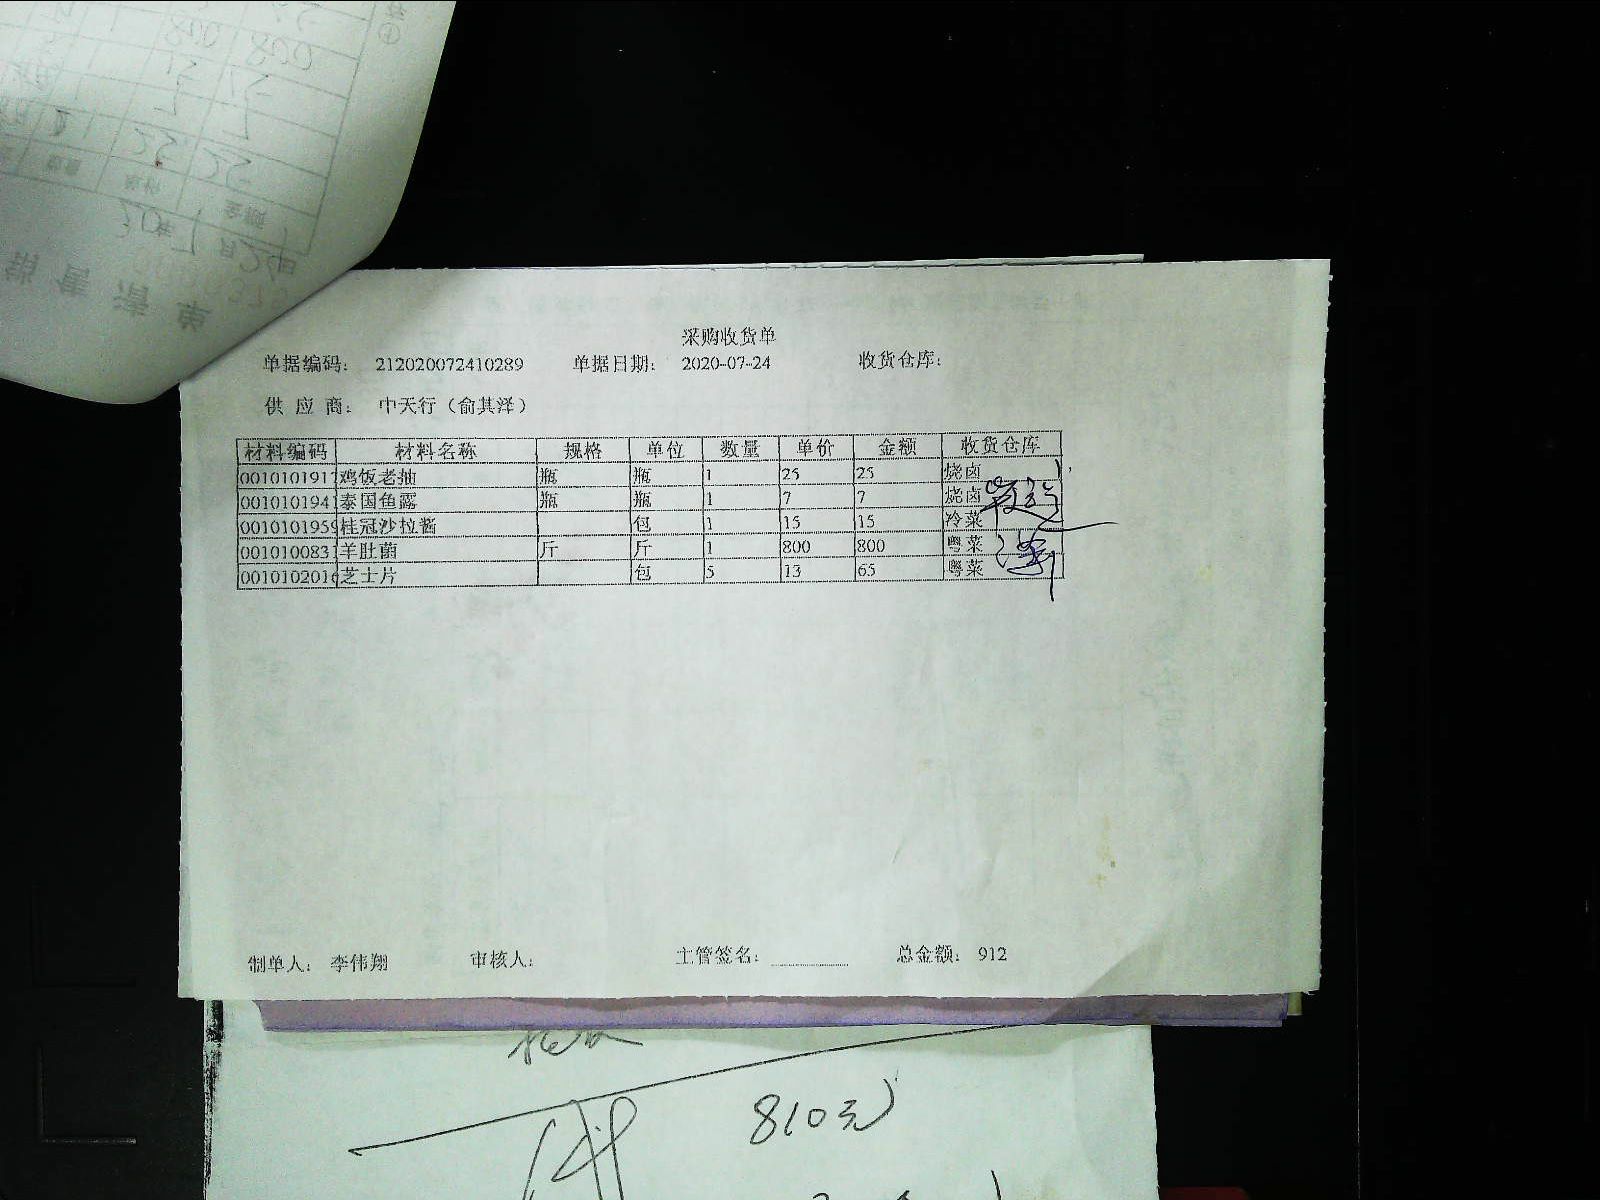 采购收货单
单据编码： 212020072410289 单据日期： 2020-07-24 收货仓库：
供 应 商： 中天行（俞其泽）
材料编码 材料名称 规格 单位 数量 单价 金额 收货仓库
001010191 鸡饭老抽 瓶 瓶 1 25 25 烧卤
001010194 泰国鱼露 瓶 瓶 1 7 7 烧卤
001010195 桂冠沙拉酱 包 1 15 15 冷菜
001010083 羊肚菌 斤 斤 1 800 800 粤菜
001010201 芝士片 包 5 13 65 粤菜
制单人： 李伟翔 审核人： 主管签名： 总金额： 912
810元